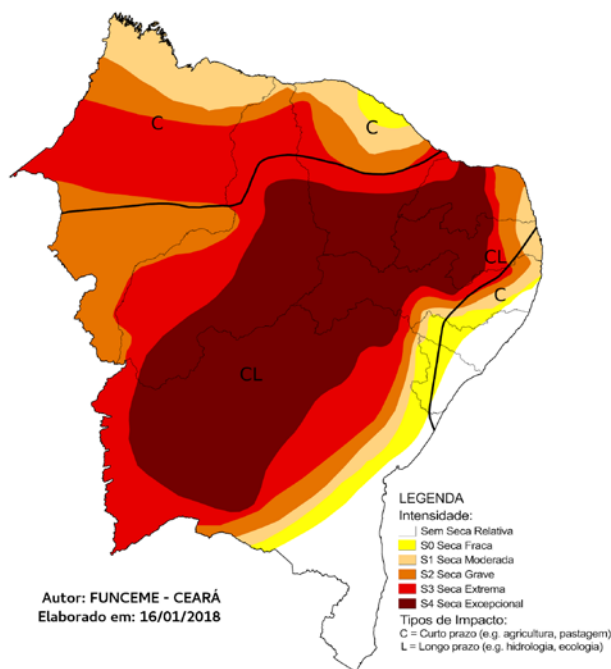 C
C
CL
C
CL
LEGENDA
Intensidade:
Sem Seca Relativa
S0 Seca Fraca
S1 Seca Moderada
S2 Seca Grave
S3 Seca Extrema
S4 Seca Excepcional
Tipos de Impacto:
C = Curto prazo (e.g. agricultura, pastagem)
L = Longo prazo (e.g. hidrologia, ecologia)
Autor: FUNCEME - CEARÁ
Elaborado em: 16/01/2018